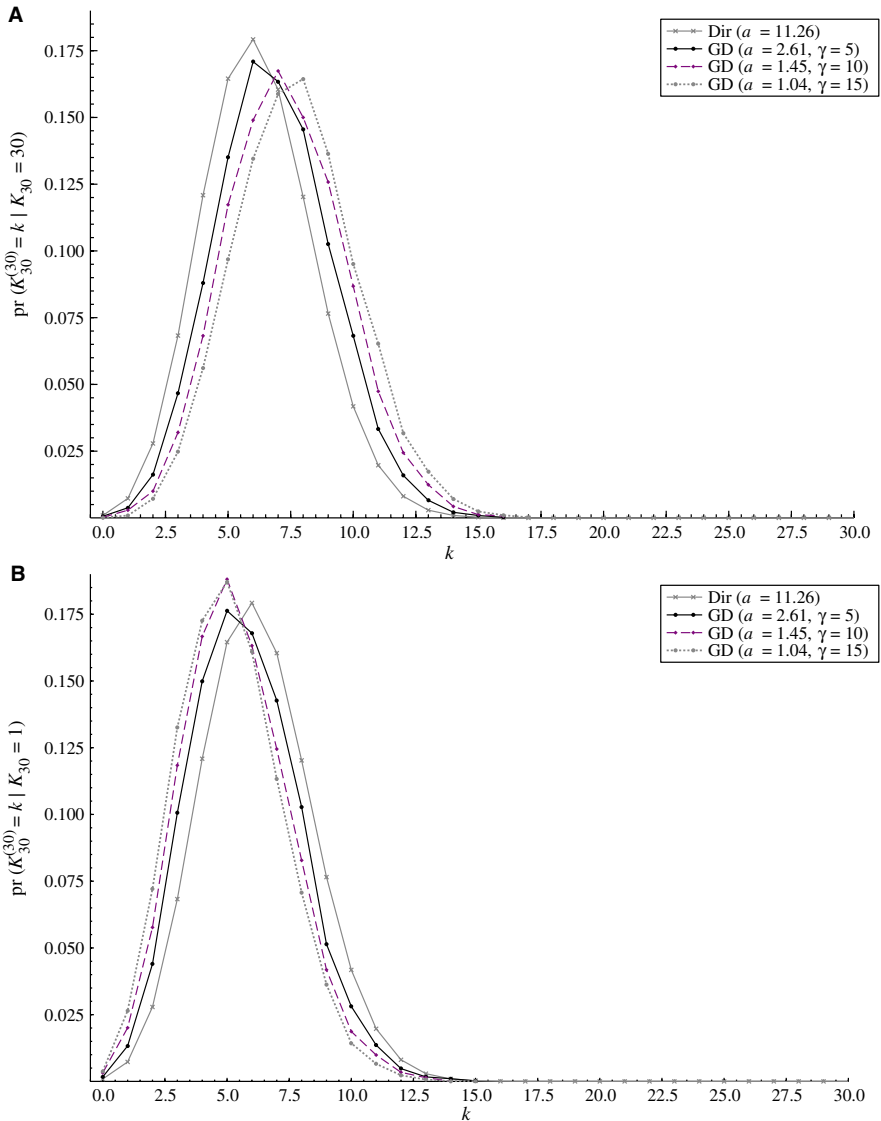 A
0.175
0.150
0.125
0.100
0.075
0.050
0.025
pr (K₃₀⁽³⁰⁾ = k | K₃₀ = 30)
Dir (a = 11.26)
GD (a = 2.61, γ = 5)
GD (a = 1.45, γ = 10)
GD (a = 1.04, γ = 15)
0.0 2.5 5.0 7.5 10.0 12.5 15.0 17.5 20.0 22.5 25.0 27.5 30.0
k
B
0.175
0.150
0.125
0.100
0.075
0.050
0.025
pr (K₃₀⁽³⁰⁾ = k | K₃₀ = 1)
Dir (a = 11.26)
GD (a = 2.61, γ = 5)
GD (a = 1.45, γ = 10)
GD (a = 1.04, γ = 15)
0.0 2.5 5.0 7.5 10.0 12.5 15.0 17.5 20.0 22.5 25.0 27.5 30.0
k